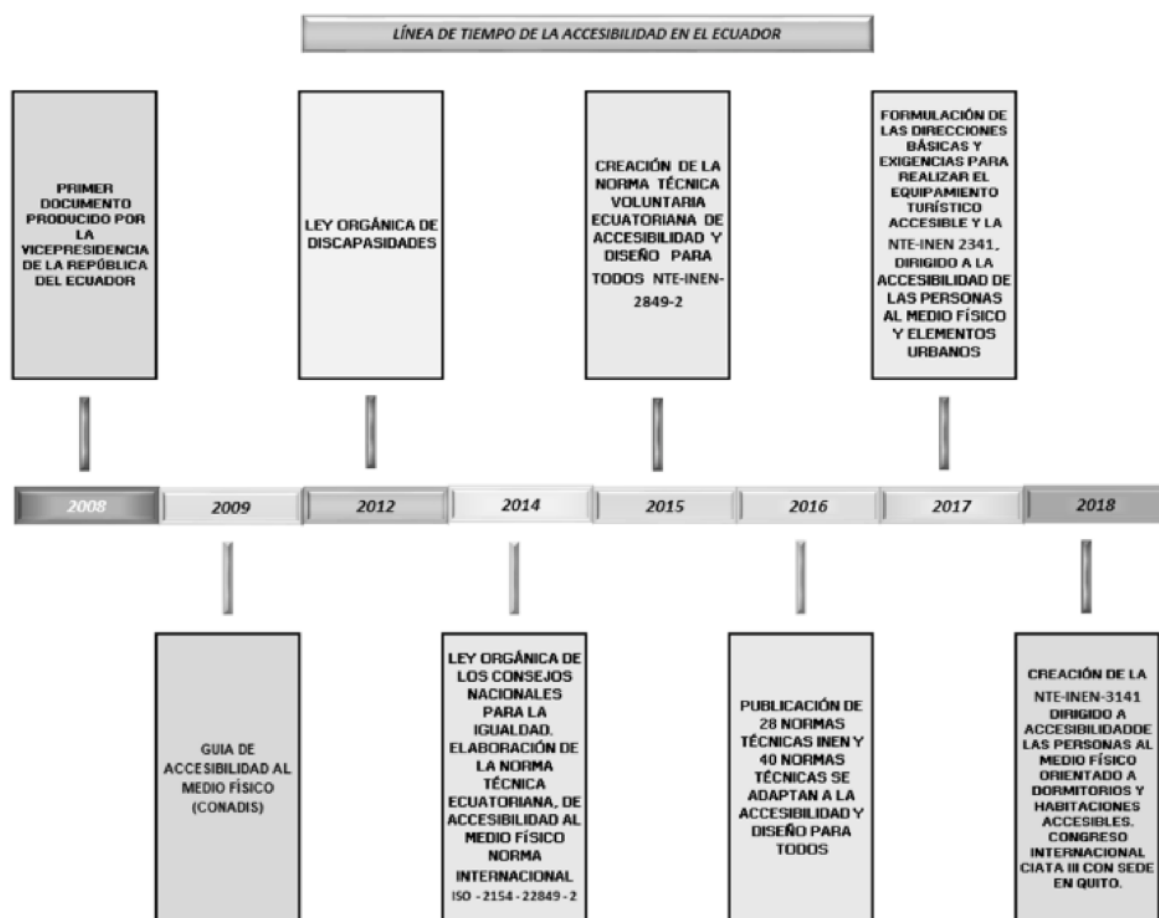 LÍNEA DE TIEMPO DE LA ACCESIBILIDAD EN EL ECUADOR
PRIMER
DOCUMENTO
PRODUCIDO POR
LA
VICEPRESIDENCIA
DE LA REPÚBLICA
DEL ECUADOR
LEY ORGÁNICA DE
DISCAPASIDADES
CREACIÓN DE LA
NORMA TÉCNICA
VOLUNTARIA
ECUATORIANA DE
ACCESIBILIDAD Y
DISEÑO PARA
TODOS NTE-INEN-
2849-2
FORMULACIÓN DE
LAS DIRECCIONES
BÁSICAS Y
EXIGENCIAS PARA
REALIZAR EL
EQUIPAMIENTO
TURÍSTICO
ACCESIBLE Y LA
NTE-INEN 2341,
DIRIGIDO A LA
ACCESIBILIDAD DE
LAS PERSONAS
AL MEDIO FÍSICO
Y ELEMENTOS
URBANOS
2008
2009
2012
2014
2015
2016
2017
2018
GUIA DE
ACCESIBILIDAD AL
MEDIO FÍSICO
(CONADIS)
LEY ORGÁNICA DE
LOS CONSEJOS
NACIONALES
PARA LA
IGUALDAD.
ELABORACIÓN DE
LA NORMA
TÉCNICA
ECUATORIANA, DE
ACCESIBILIDAD AL
MEDIO FÍSICO
NORMA
INTERNACIONAL
ISO - 2154 - 22849 - 2
PUBLICACIÓN DE
28 NORMAS
TÉCNICAS INEN Y
40 NORMAS
TÉCNICAS SE
ADAPTAN A LA
ACCESIBILIDAD Y
DISEÑO PARA
TODOS
CREACIÓN DE LA
NTE-INEN-3141
DIRIGIDO A
ACCESIBILIDADDE
LAS PERSONAS AL
MEDIO FÍSICO
ORIENTADO A
DORMITORIOS Y
HABITACIONES
ACCESIBLES.
CONGRESO
INTERNACIONAL
CIATA III CON SEDE
EN QUITO.